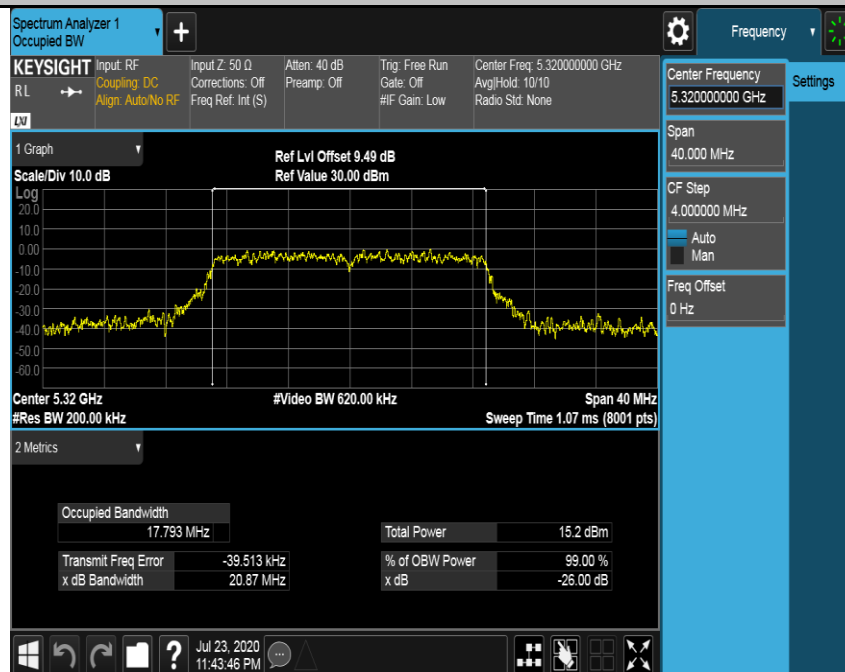 Spectrum Analyzer 1
Occupied BW
+
Frequency
KEYSIGHT
RL
LXI
Input: RF
Coupling: DC
Align: Auto/No RF
Input Z: 50 Ω
Corrections: Off
Freq Ref: Int (S)
Atten: 40 dB
Preamp: Off
Trig: Free Run
Gate: Off
#IF Gain: Low
Center Freq: 5.320000000 GHz
Avg|Hold: 10/10
Radio Std: None
Center Frequency
5.320000000 GHz
Settings
Span
40.000 MHz
CF Step
4.000000 MHz
Auto
Man
Freq Offset
0 Hz
1 Graph
Scale/Div 10.0 dB
Ref Lvl Offset 9.49 dB
Ref Value 30.00 dBm
Log
20.0
10.0
0.00
-10.0
-20.0
-30.0
-40.0
-50.0
-60.0
Center 5.32 GHz
#Video BW 620.00 kHz
Span 40 MHz
#Res BW 200.00 kHz
Sweep Time 1.07 ms (8001 pts)
2 Metrics
Occupied Bandwidth
17.793 MHz
Total Power 15.2 dBm
Transmit Freq Error -39.513 kHz
% of OBW Power 99.00 %
x dB Bandwidth 20.87 MHz
x dB -26.00 dB
?
Jul 23, 2020
11:43:46 PM